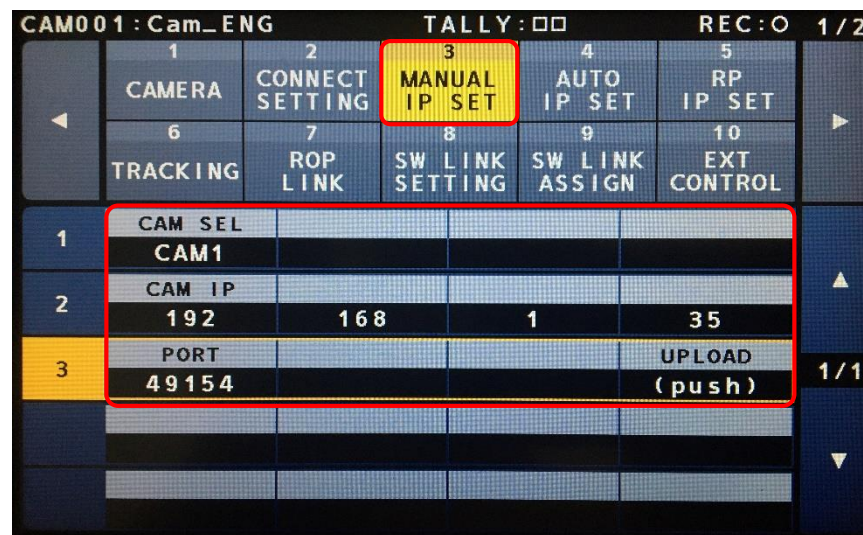 CAM001:Cam_ENG TALLY:□□ REC:○ 1/2
1 2 3 4 5
CAMERA CONNECT SETTING MANUAL IP SET AUTO IP SET RP IP SET
6 7 8 9 10
TRACKING ROP LINK SW LINK SETTING SW LINK ASSIGN EXT CONTROL
CAM SEL
1 CAM1
CAM IP
2 192 168 1 35
PORT UPLOAD
3 49154 (push) 1/1